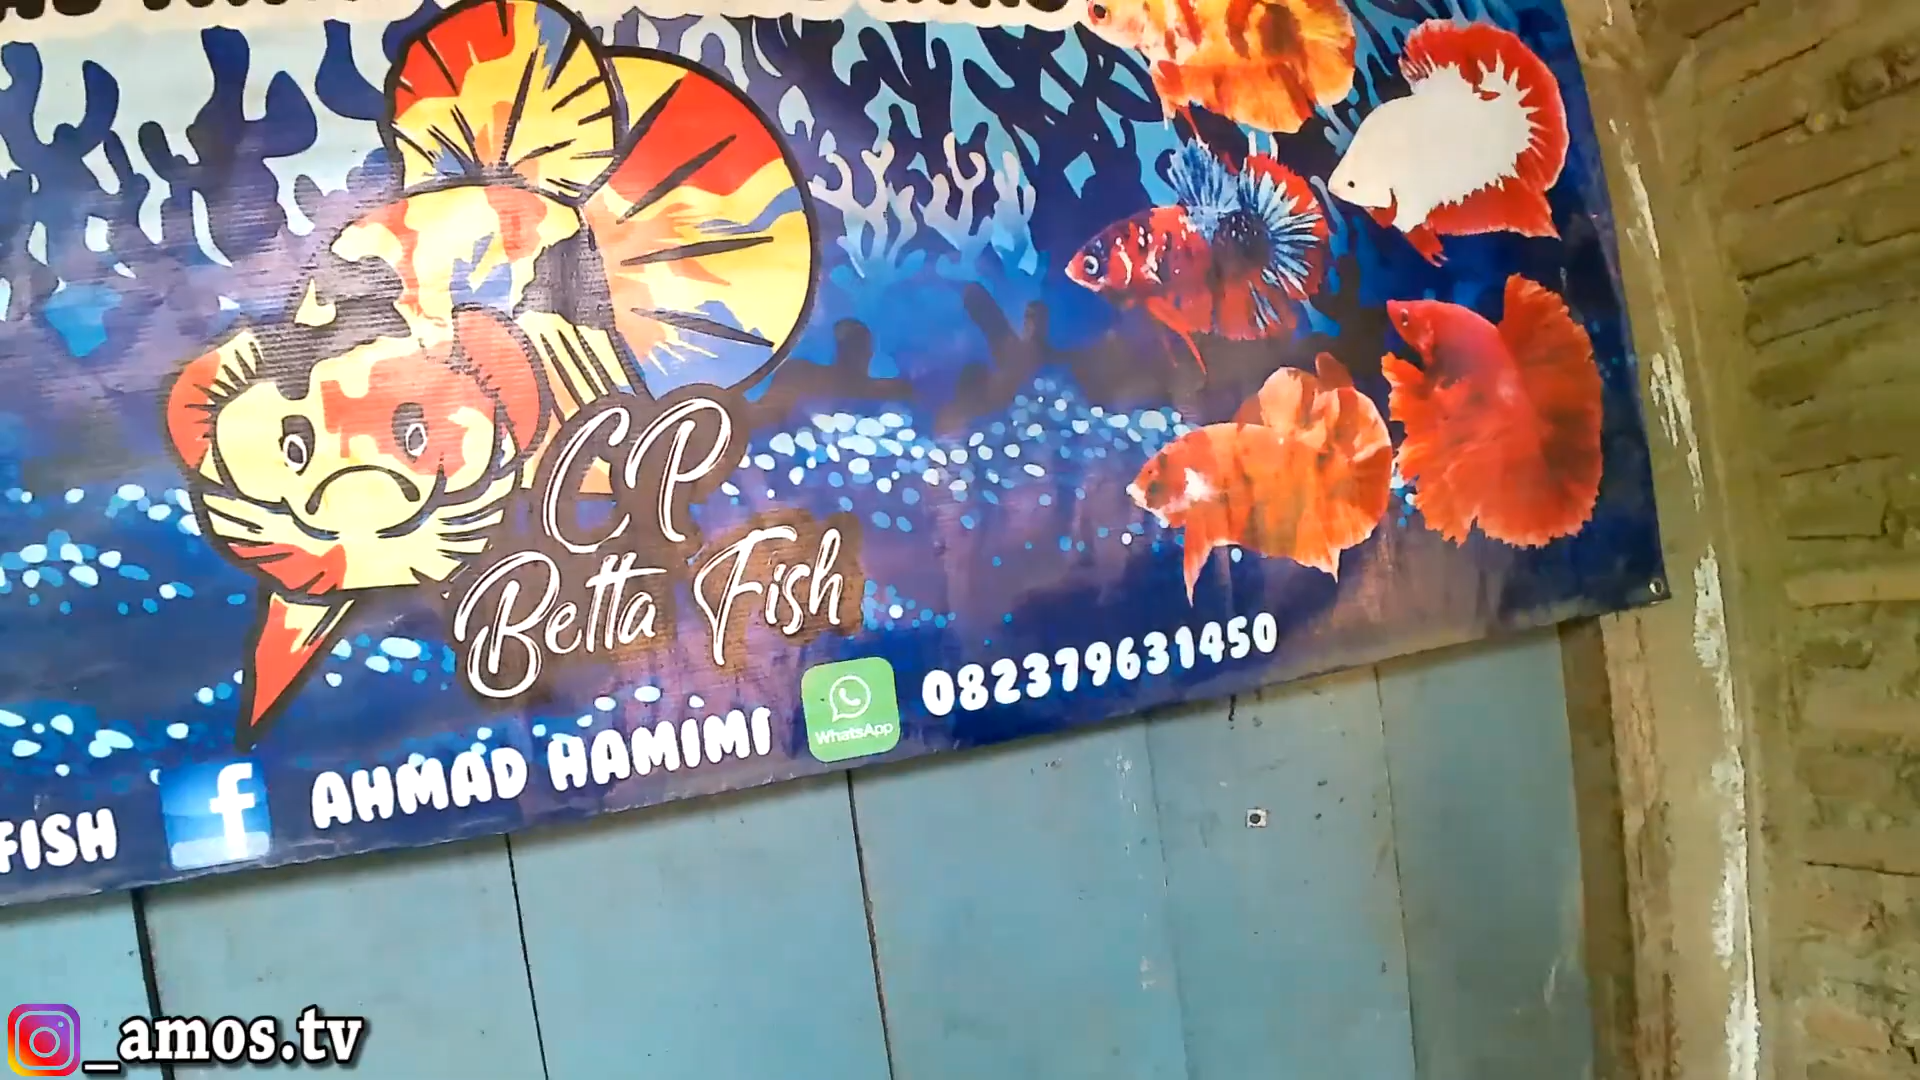 CP
Betta Fish
FISH
AHMAD HAMIMI
WhatsApp
082379631450
_amos.tv